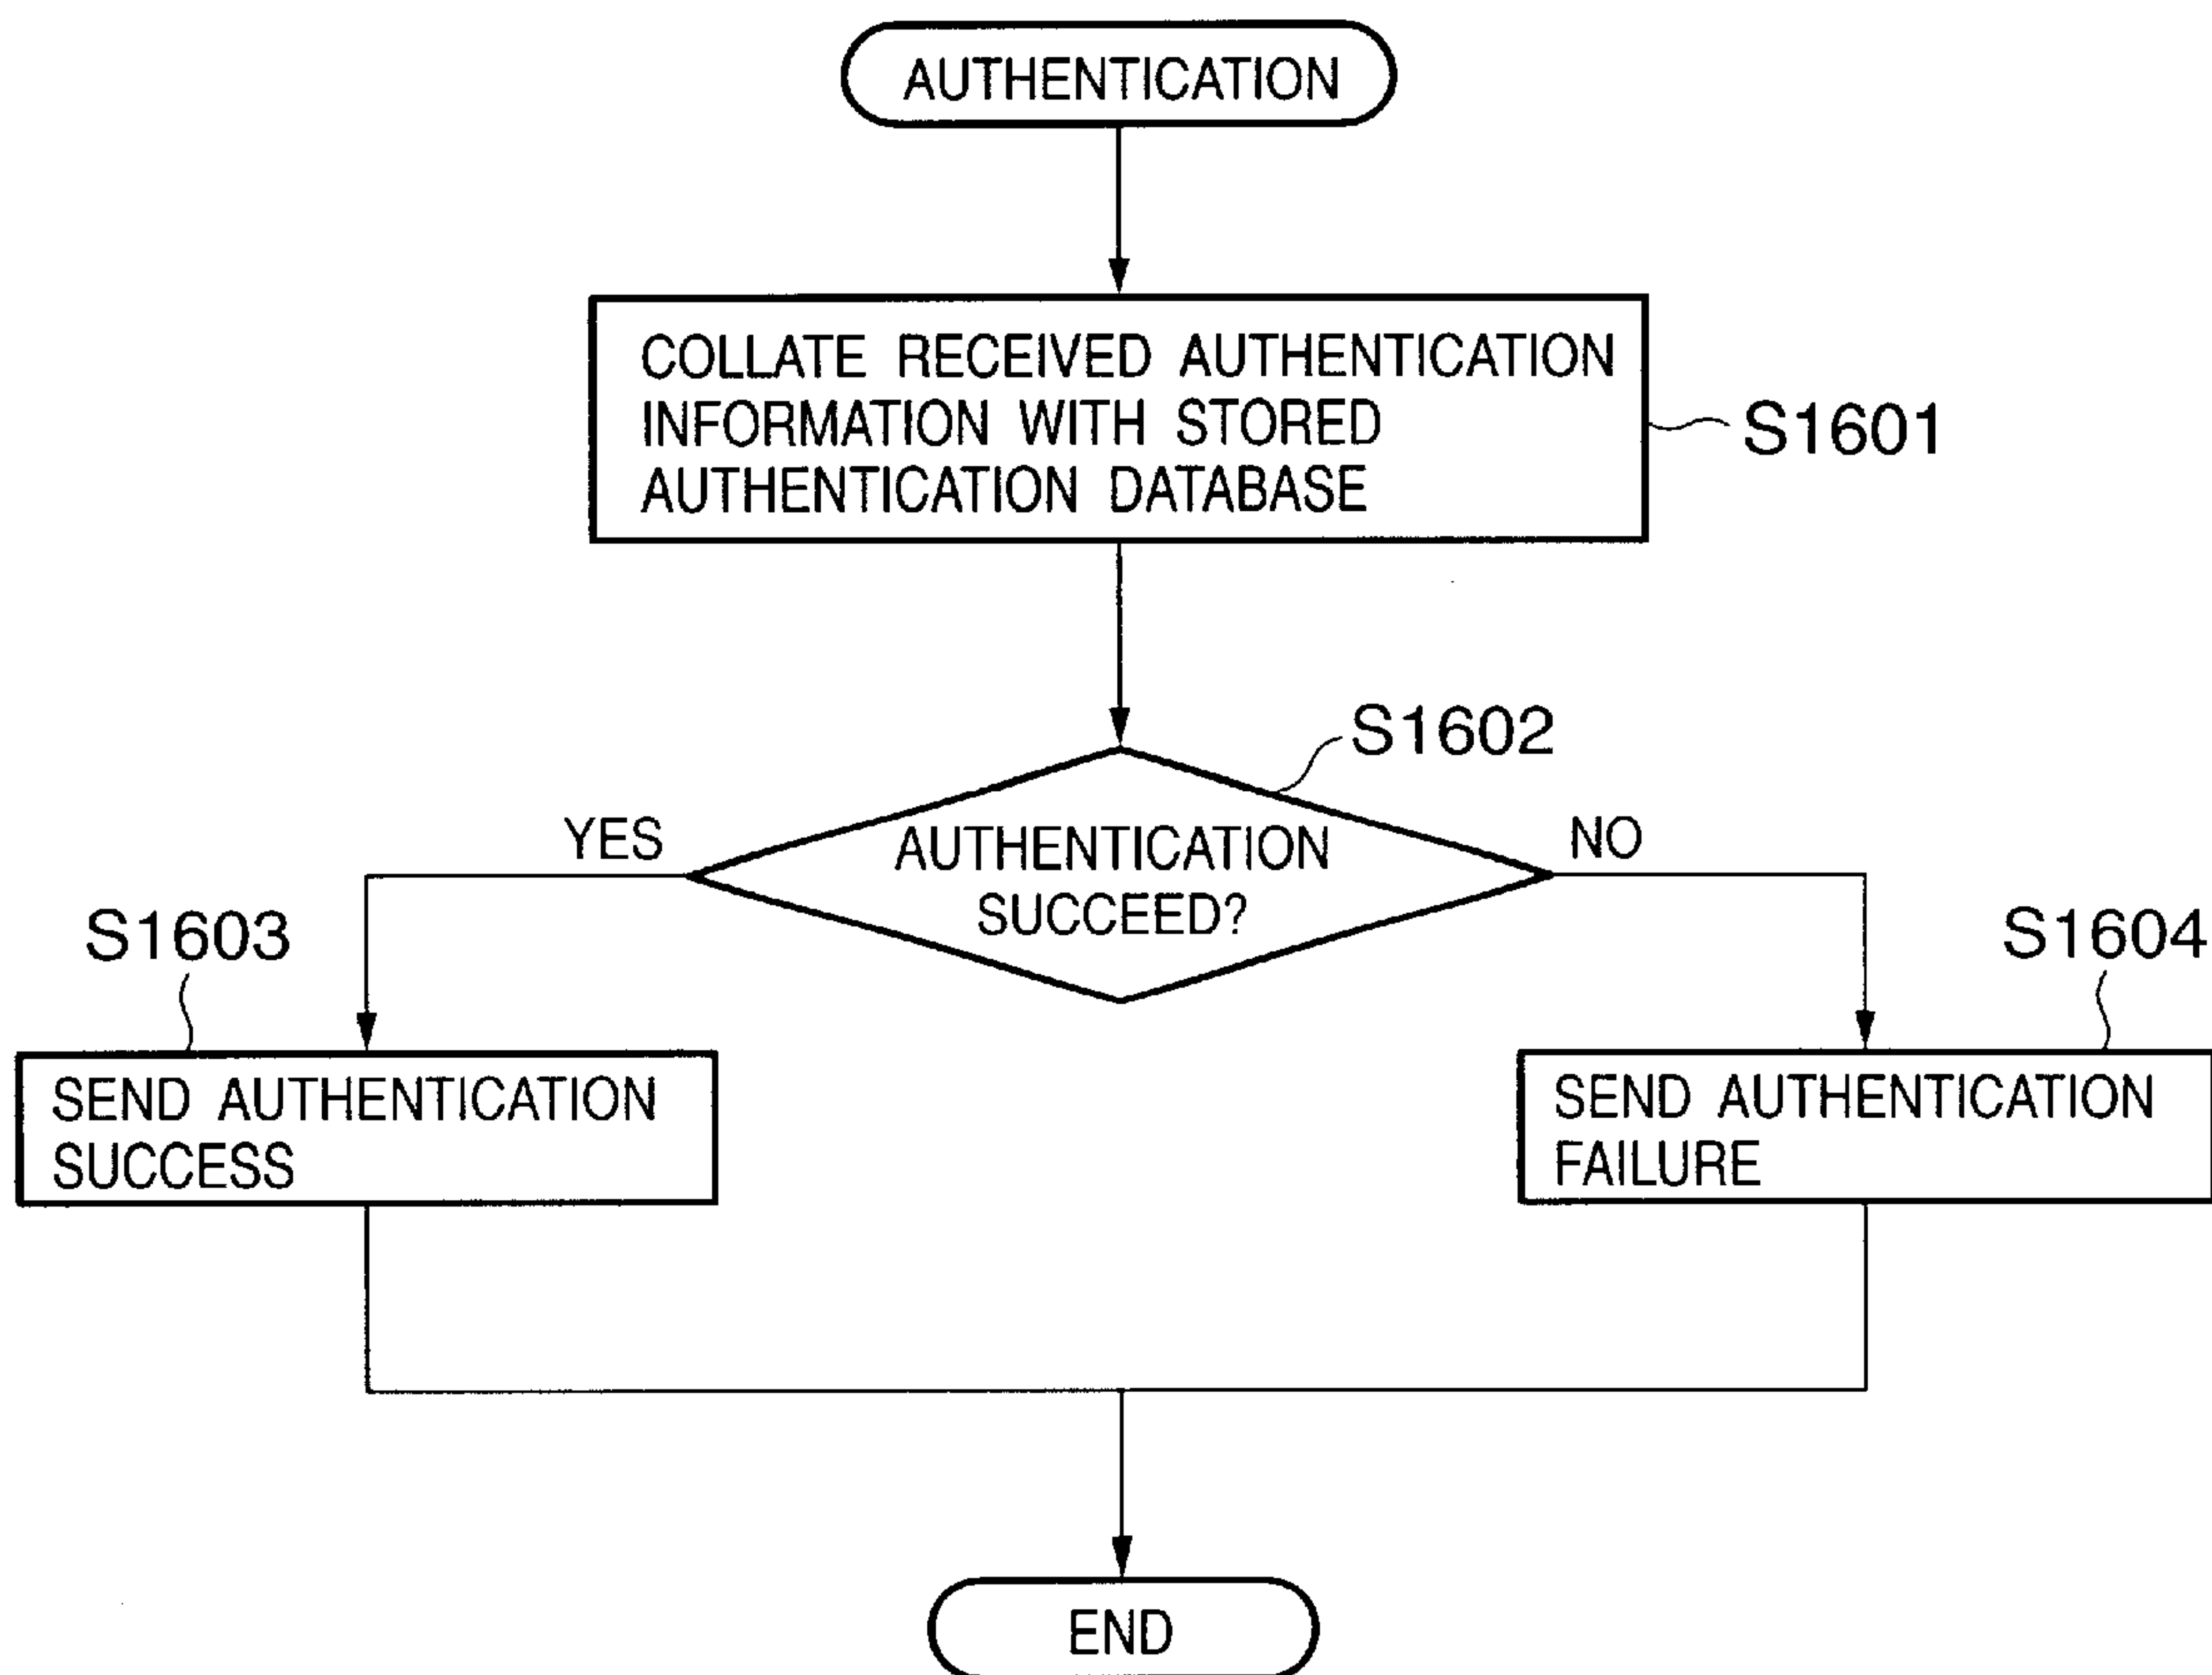 AUTHENTICATION
COLLATE RECEIVED AUTHENTICATION
INFORMATION WITH STORED
AUTHENTICATION DATABASE
S1601
S1602
YES
AUTHENTICATION
SUCCEED?
NO
S1603
S1604
SEND AUTHENTICATION
SUCCESS
SEND AUTHENTICATION
FAILURE
END